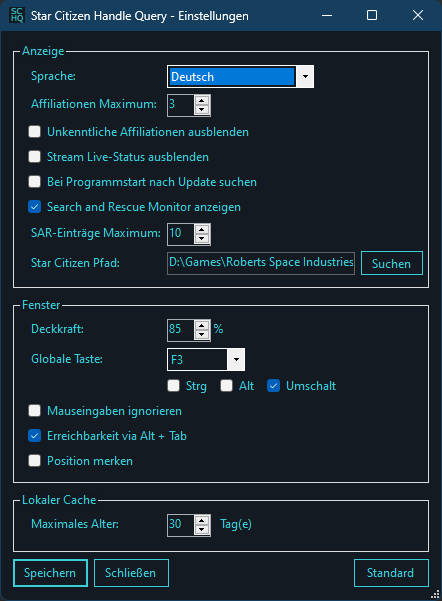 SC
HQ
Star Citizen Handle Query - Einstellungen
Anzeige
Sprache: Deutsch
Affiliationen Maximum: 3
Unkenntliche Affiliationen ausblenden
Stream Live-Status ausblenden
Bei Programmstart nach Update suchen
Search and Rescue Monitor anzeigen
SAR-Einträge Maximum: 10
Star Citizen Pfad: D:\Games\Roberts Space Industries Suchen
Fenster
Deckkraft: 85 %
Globale Taste: F3
Strg Alt Umschalt
Mauseingaben ignorieren
Erreichbarkeit via Alt + Tab
Position merken
Lokaler Cache
Maximales Alter: 30 Tag(e)
Speichern Schließen Standard